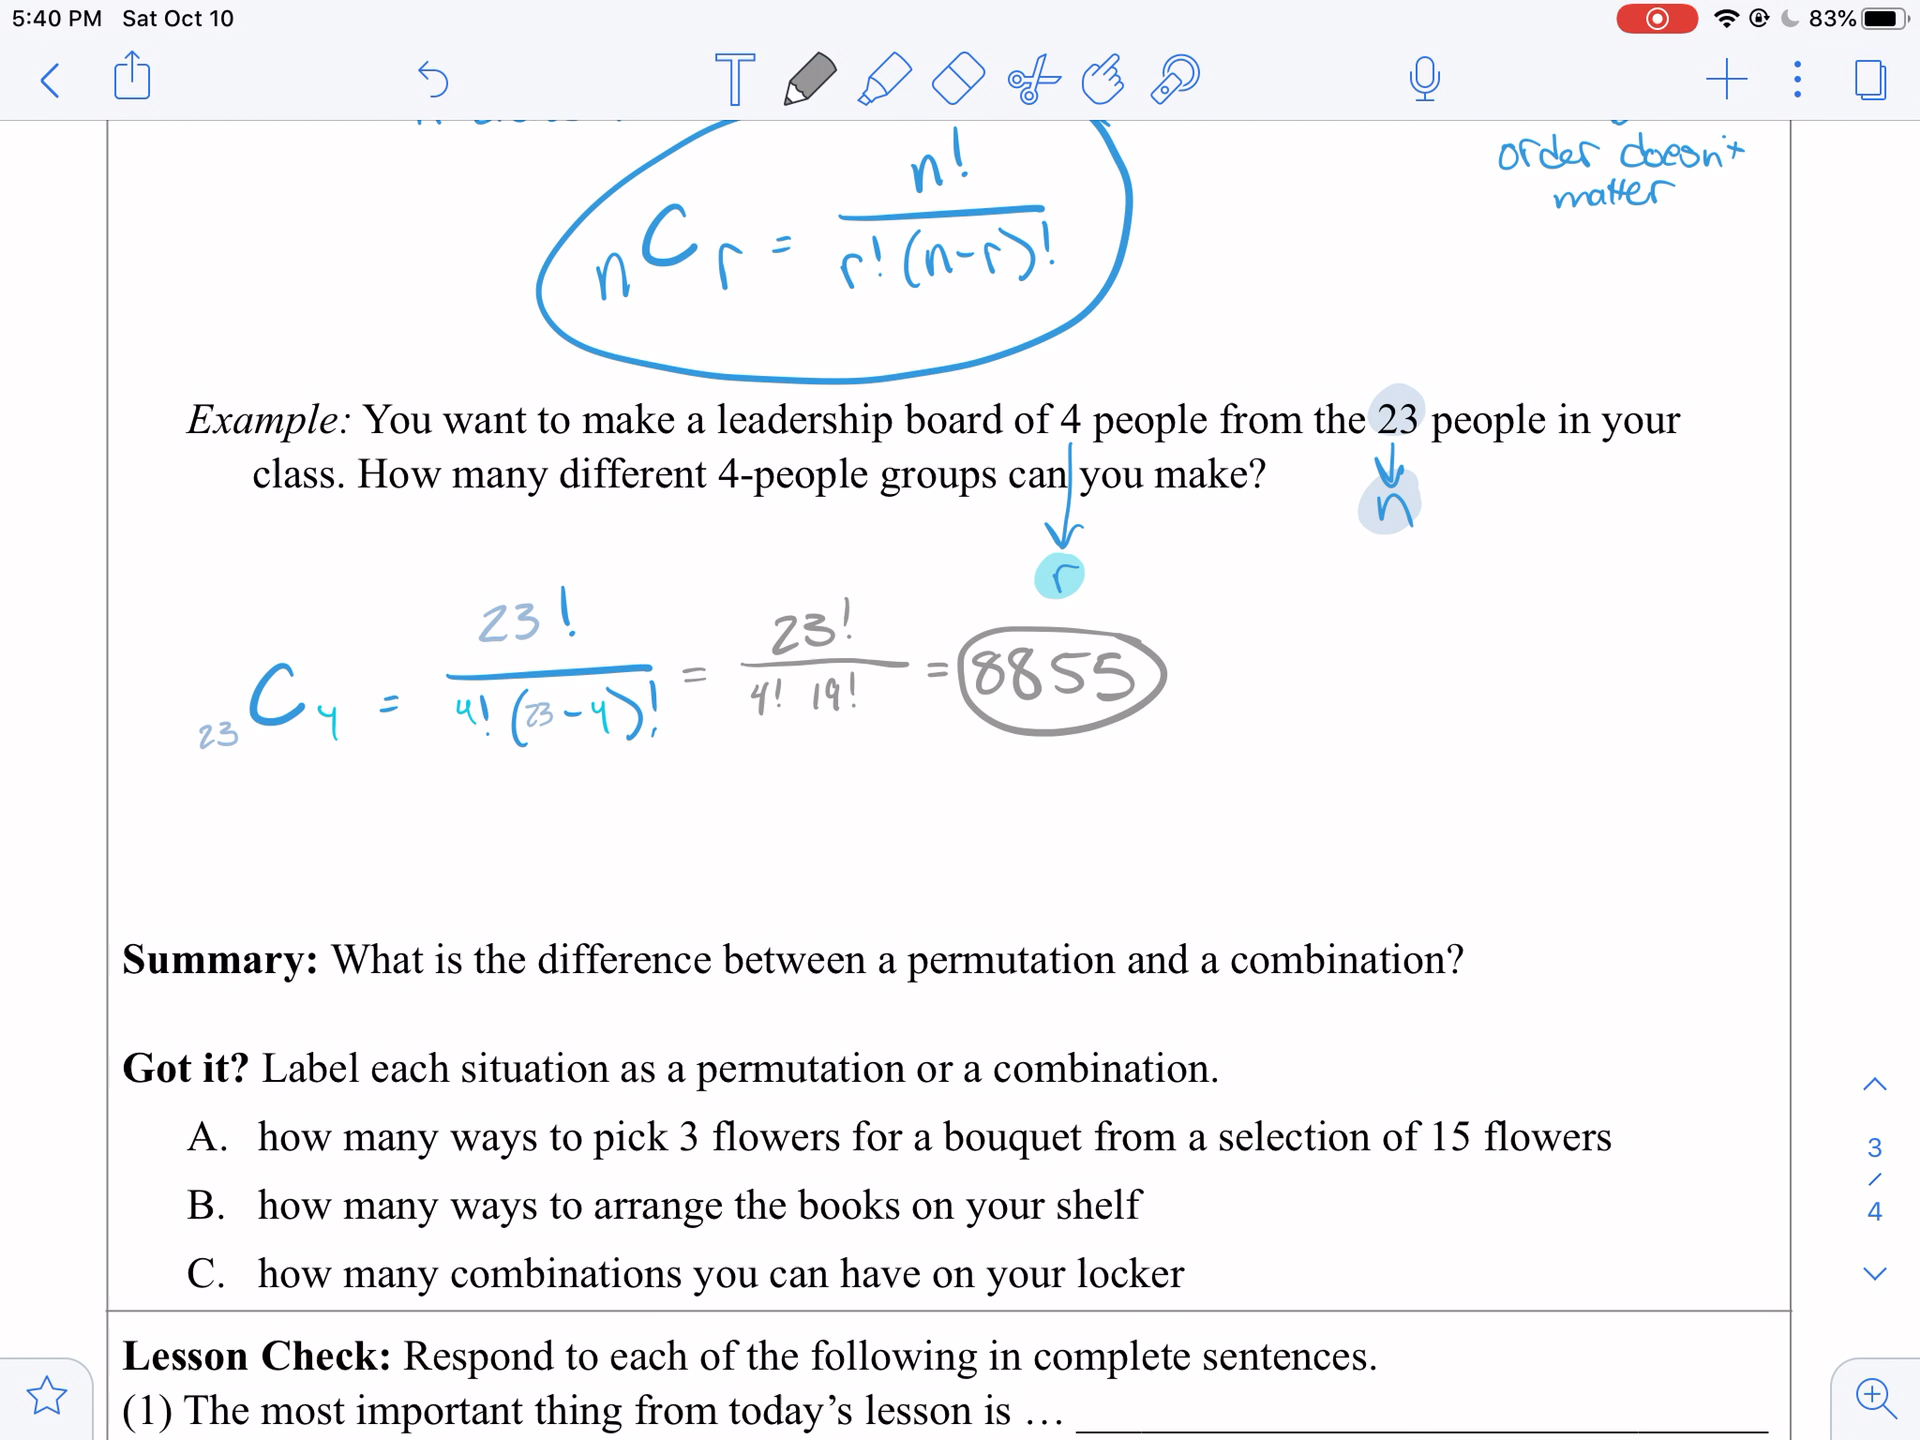 5:40 PM Sat Oct 10
83%
T
order doesn't
matter
nCr = n! / r!(n-r)!
Example: You want to make a leadership board of 4 people from the 23 people in your
class. How many different 4-people groups can you make?
n
r
23C4 = 23! / 4!(23-4)! = 23! / 4! 19! = 8855
Summary: What is the difference between a permutation and a combination?
Got it? Label each situation as a permutation or a combination.
A. how many ways to pick 3 flowers for a bouquet from a selection of 15 flowers
B. how many ways to arrange the books on your shelf
C. how many combinations you can have on your locker
3
/
4
Lesson Check: Respond to each of the following in complete sentences.
(1) The most important thing from today’s lesson is …